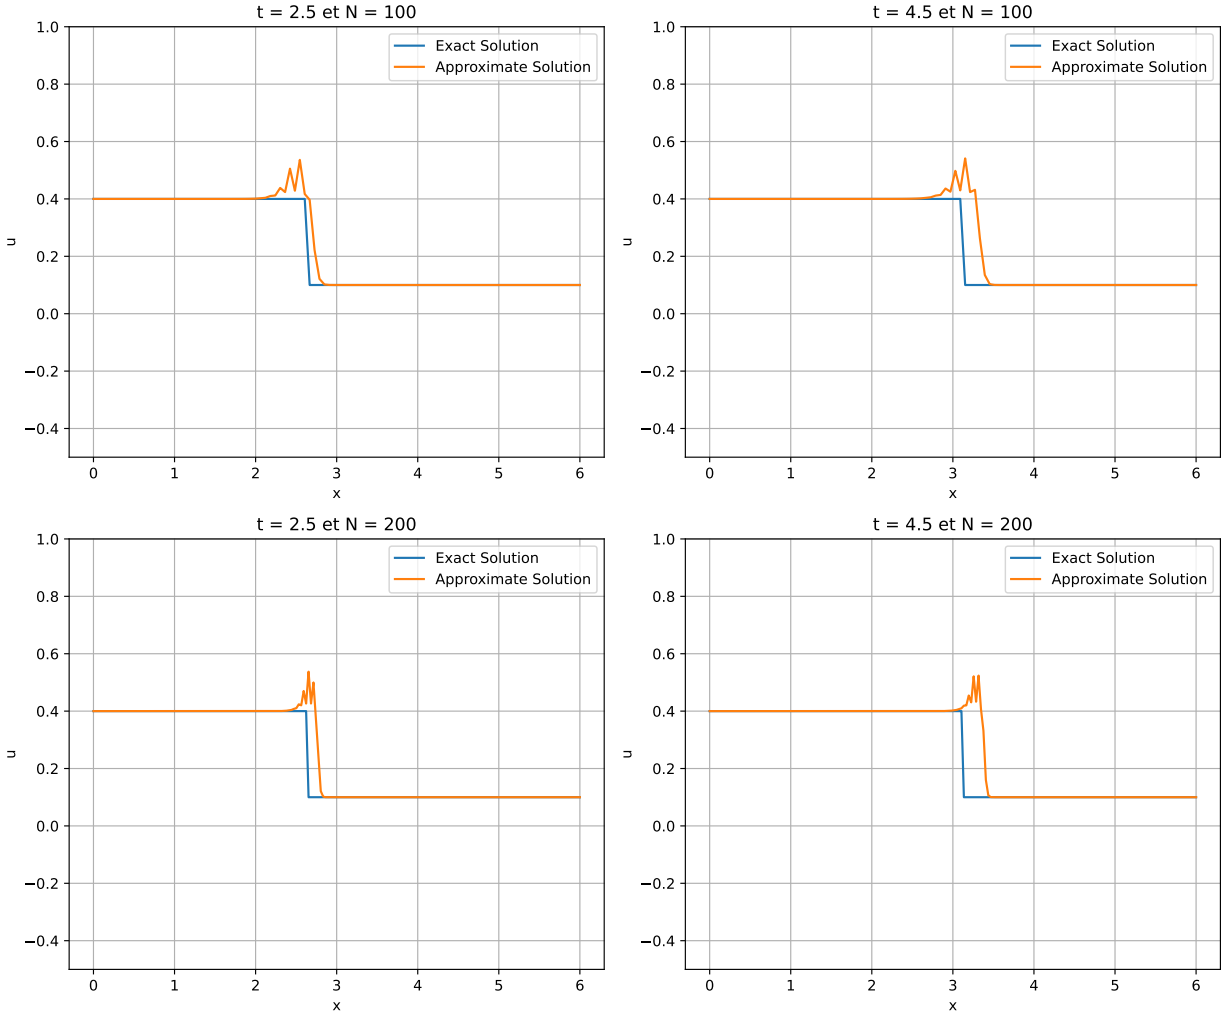 t = 2.5 et N = 100
1.0
0.8
0.6
0.4
0.2
0.0
−0.2
−0.4
u
Exact Solution
Approximate Solution
0 1 2 3 4 5 6
x
t = 4.5 et N = 100
1.0
0.8
0.6
0.4
0.2
0.0
−0.2
−0.4
u
Exact Solution
Approximate Solution
0 1 2 3 4 5 6
x
t = 2.5 et N = 200
1.0
0.8
0.6
0.4
0.2
0.0
−0.2
−0.4
u
Exact Solution
Approximate Solution
0 1 2 3 4 5 6
x
t = 4.5 et N = 200
1.0
0.8
0.6
0.4
0.2
0.0
−0.2
−0.4
u
Exact Solution
Approximate Solution
0 1 2 3 4 5 6
x